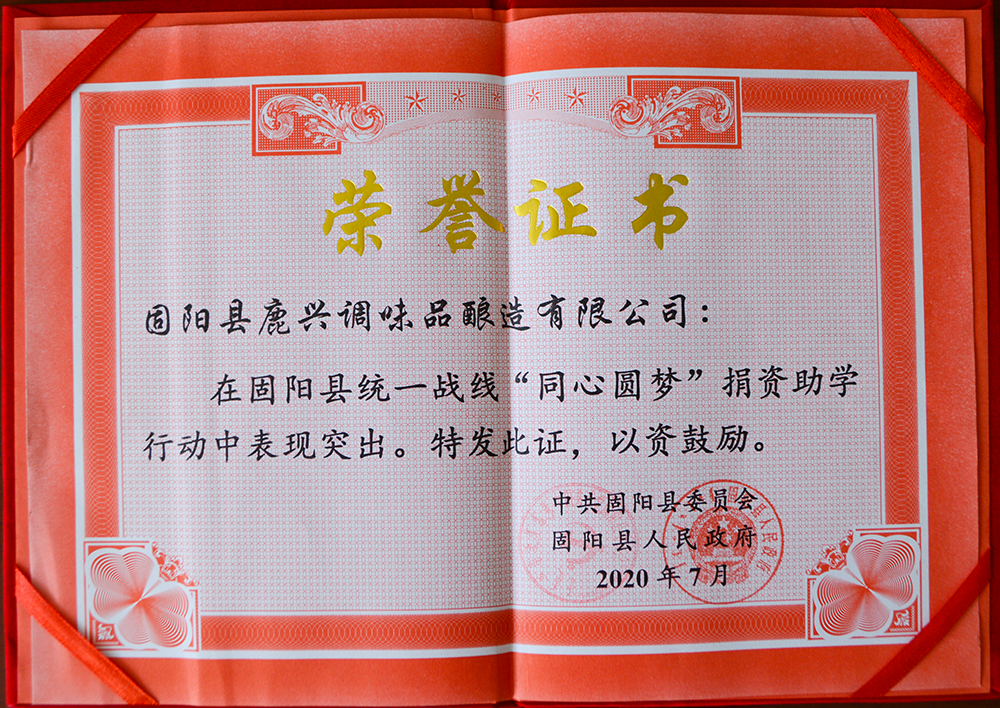 荣誉证书
固阳县鹿兴调味品酿造有限公司：
在固阳县统一战线“同心圆梦”捐资助学
行动中表现突出。特发此证，以资鼓励。
中共固阳县委员会
固阳县人民政府
2020年7月